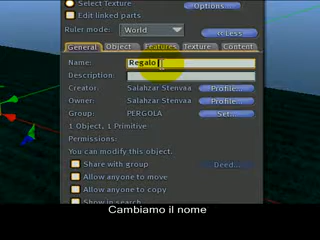 Select Texture
Options...
Edit linked parts
Ruler mode: World
<< Less
General Object Features Texture Content
Name: Regalo
Description:
Creator: Salahzar Stenvaa Profile...
Owner: Salahzar Stenvaa Profile...
Group: PERGOLA Set...
1 Object, 1 Primitive
Permissions:
You can modify this object.
Share with group Deed...
Allow anyone to move
Allow anyone to copy
Show in search
Cambiamo il nome